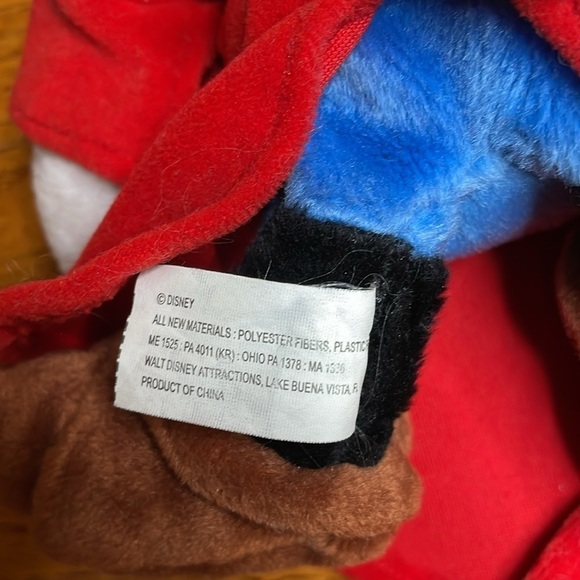 © DISNEY
ALL NEW MATERIALS : POLYESTER FIBERS, PLASTIC
ME 1525 : PA 4011 (KR) : OHIO PA 1378 : MA
WALT DISNEY ATTRACTIONS, LAKE BUENA VISTA,
PRODUCT OF CHINA